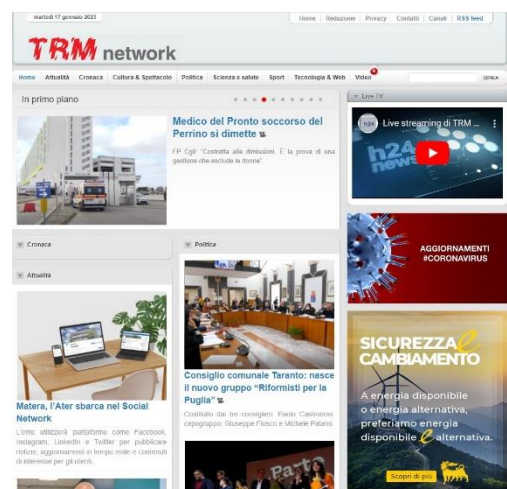 martedì 17 gennaio 2023
Home Redazione Privacy Contatti Canali RSS feed
TRM network
Home Attualità Cronaca Cultura & Spettacolo Politica Scienza e salute Sport Tecnologia & Web Video
CERCA
In primo piano
Medico del Pronto soccorso del
Perrino si dimette
FP Cgil: "Costretta alle dimissioni. È la prova di una
gestione che esclude le donne"
Live TV
h24
Live streaming di TRM ...
h24
news
AGGIORNAMENTI
#CORONAVIRUS
Cronaca
Attualità
Matera, l'Ater sbarca nel Social
Network
L'ente utilizzerà piattaforme come Facebook,
Instagram, Linkedin e Twitter per pubblicare
notizie, aggiornamenti in tempo reale e contenuti
di interesse per gli utenti.
Politica
Consiglio comunale Taranto: nasce
il nuovo gruppo "Riformisti per la
Puglia"
Costituito dai tre consiglieri Paolo Castronovi
capogruppo, Giuseppe Fiusco e Michele Patano
Parto
SICUREZZA e
CAMBIAMENTO
A energia disponibile
o energia alternativa,
preferiamo energia
disponibile e alternativa.
Scopri di più